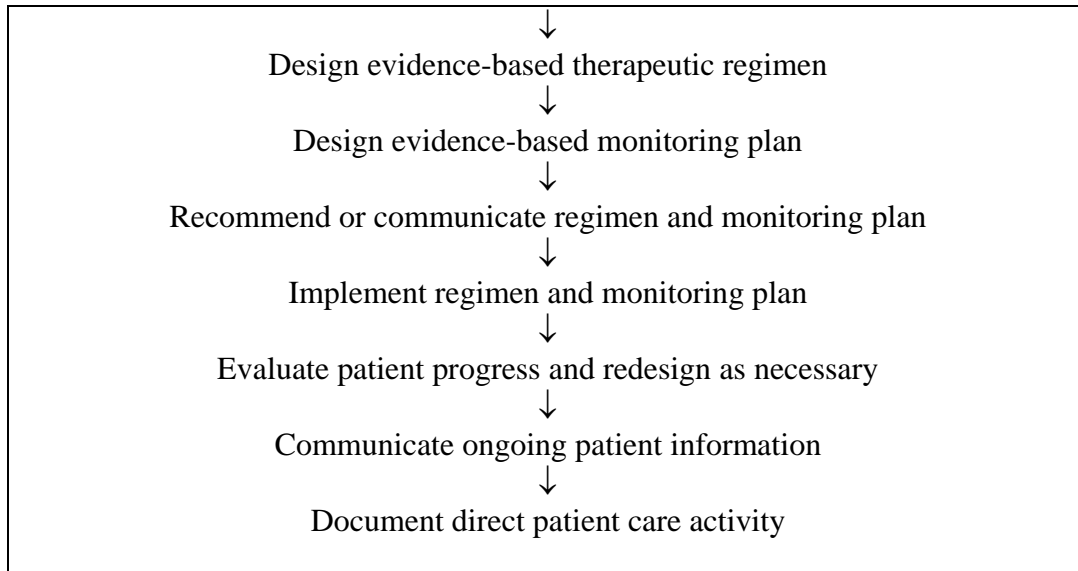 ↓
Design evidence-based therapeutic regimen
↓
Design evidence-based monitoring plan
↓
Recommend or communicate regimen and monitoring plan
↓
Implement regimen and monitoring plan
↓
Evaluate patient progress and redesign as necessary
↓
Communicate ongoing patient information
↓
Document direct patient care activity